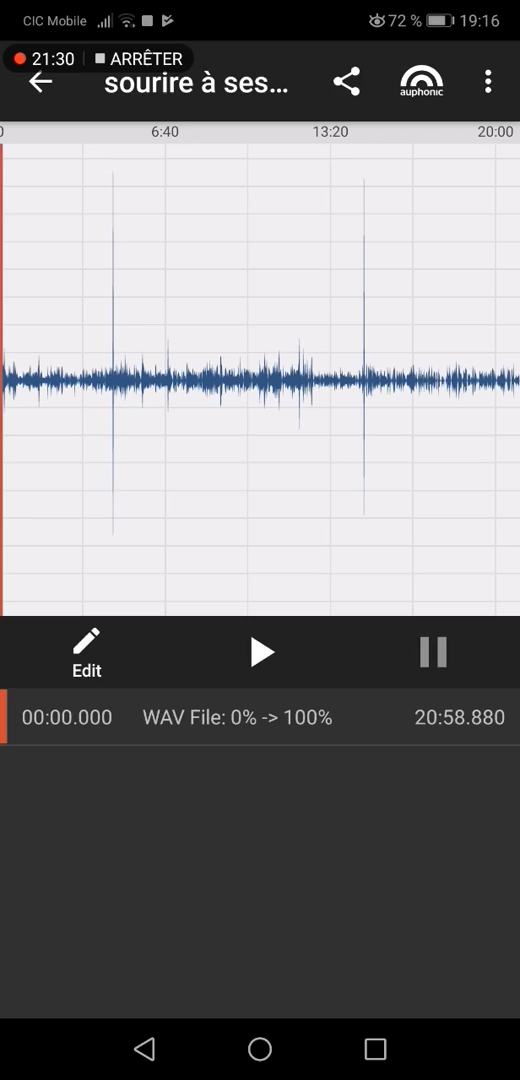 CIC Mobile 72 % 19:16
21:30 ARRÊTER
sourire à ses... auphonic
0 6:40 13:20 20:00
Edit
00:00.000 WAV File: 0% -> 100% 20:58.880